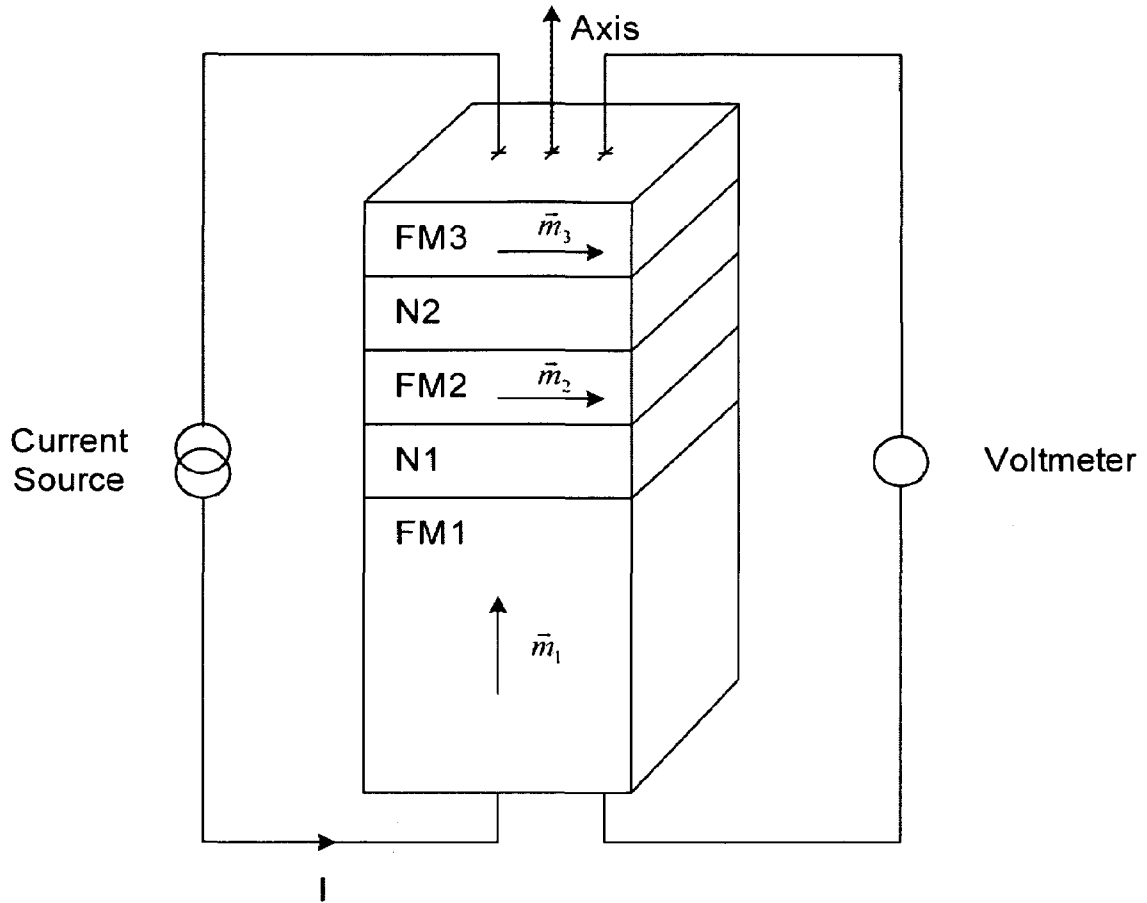 Axis
FM3
m⃗₃
N2
FM2
m⃗₂
N1
FM1
m⃗₁
Current
Source
Voltmeter
I